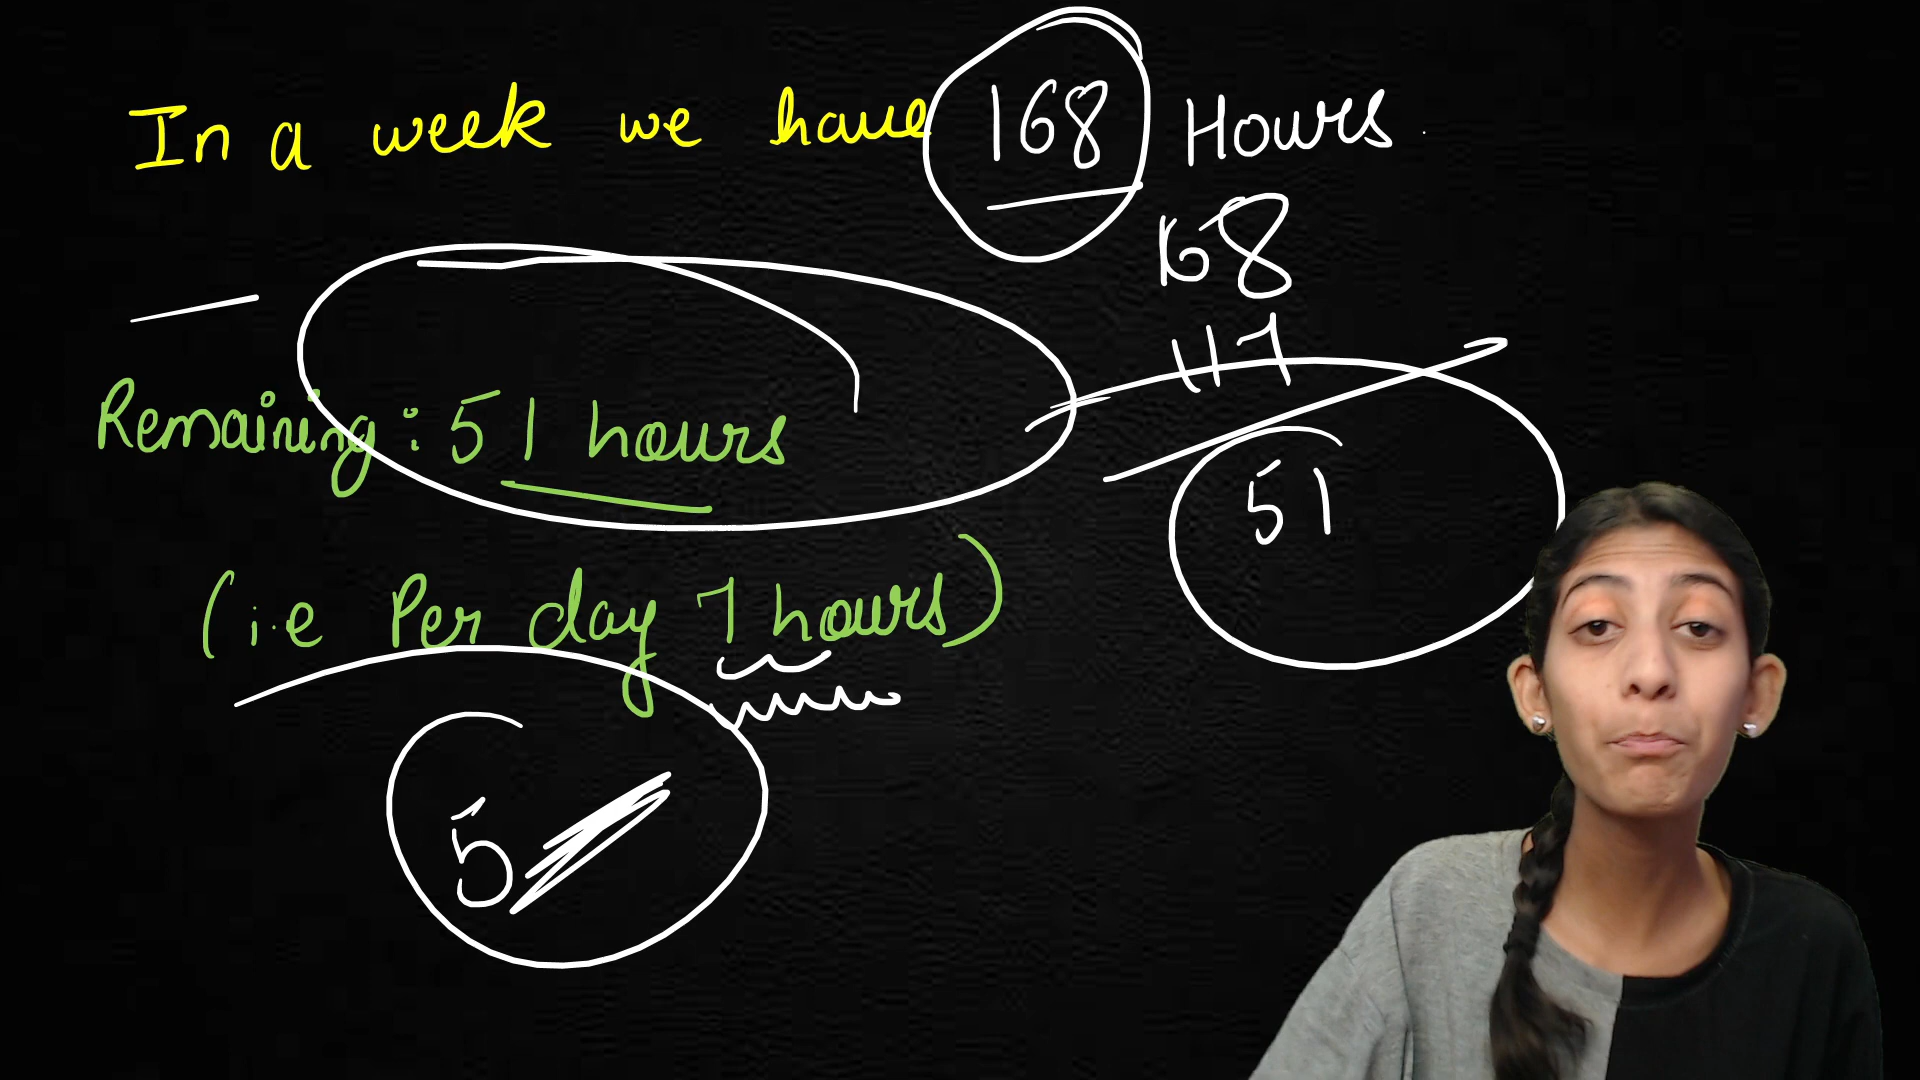 In a week we have 168 Hours.
168
117
Remaining: 51 hours
51
(i.e Per day 7 hours)
5